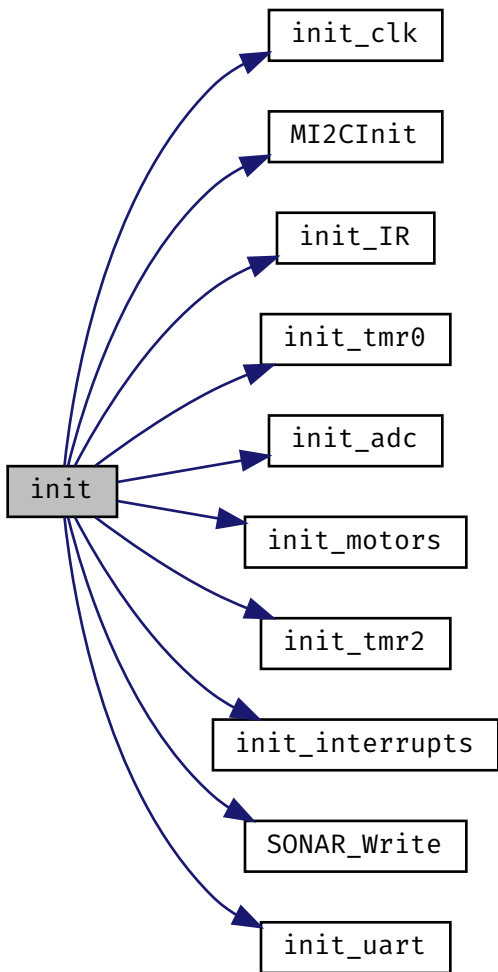 init_clk
MI2CInit
init_IR
init_tmr0
init_adc
init
init_motors
init_tmr2
init_interrupts
SONAR_Write
init_uart